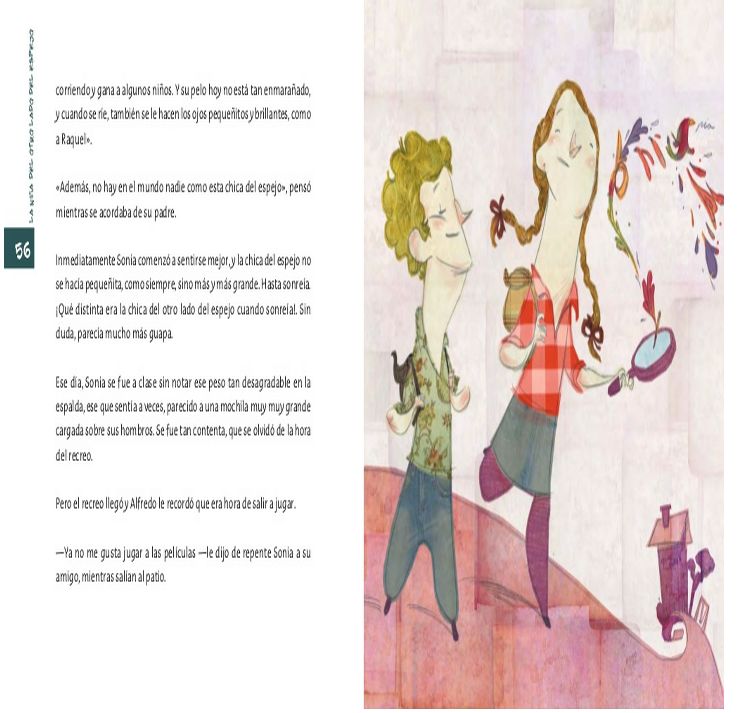 LA NIÑA DEL OTRO LADO DEL ESPEJO
56
corriendo y gana a algunos niños. Y su pelo hoy no está tan enmarañado,
y cuando se ríe, también se le hacen los ojos pequeñitos y brillantes, como
a Raquel».
«Además, no hay en el mundo nadie como esta chica del espejo», pensó
mientras se acordaba de su padre.
Inmediatamente Sonia comenzó a sentirse mejor, y la chica del espejo no
se hacía pequeñita, como siempre, sino más y más grande. Hasta sonreía.
¡Qué distinta era la chica del otro lado del espejo cuando sonreía!. Sin
duda, parecía mucho más guapa.
Ese día, Sonia se fue a clase sin notar ese peso tan desagradable en la
espalda, ese que sentía a veces, parecido a una mochila muy muy grande
cargada sobre sus hombros. Se fue tan contenta, que se olvidó de la hora
del recreo.
Pero el recreo llegó y Alfredo le recordó que era hora de salir a jugar.
—Ya no me gusta jugar a las películas —le dijo de repente Sonia a su
amigo, mientras salían al patio.